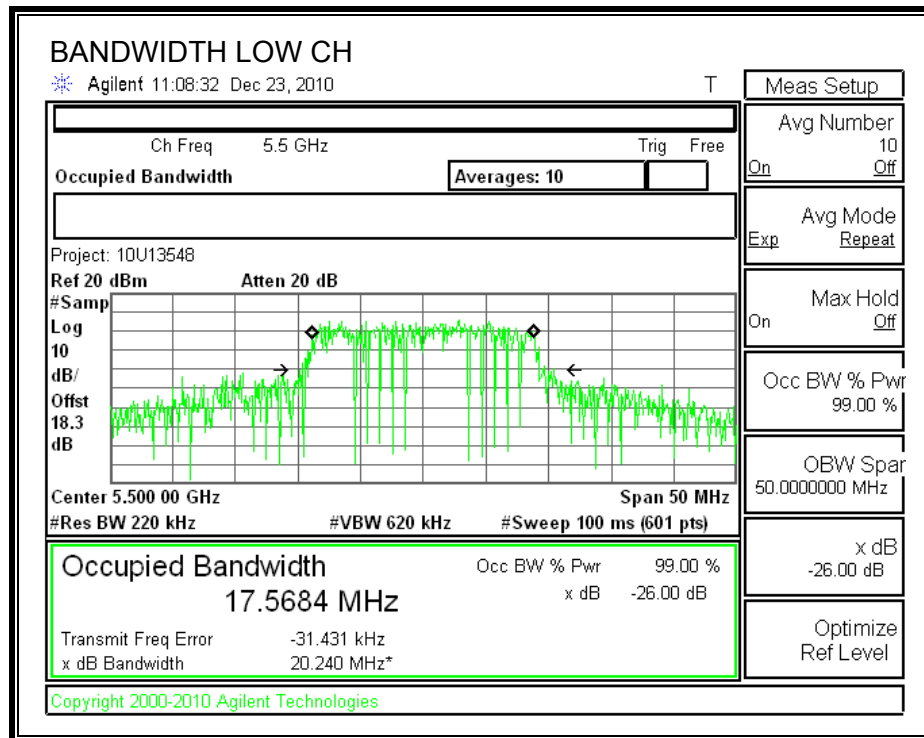 BANDWIDTH LOW CH
Agilent 11:08:32 Dec 23, 2010 T
Ch Freq 5.5 GHz Trig Free
Occupied Bandwidth Averages: 10
Project: 10U13548
Ref 20 dBm Atten 20 dB
#Samp
Log
10
dB/
Offst
18.3
dB
Center 5.500 00 GHz Span 50 MHz
#Res BW 220 kHz #VBW 620 kHz #Sweep 100 ms (601 pts)
Occupied Bandwidth
17.5684 MHz
Occ BW % Pwr 99.00 %
x dB -26.00 dB
Transmit Freq Error -31.431 kHz
x dB Bandwidth 20.240 MHz*
Copyright 2000-2010 Agilent Technologies
Meas Setup
Avg Number
10
On Off
Avg Mode
Exp Repeat
Max Hold
On Off
Occ BW % Pwr
99.00 %
OBW Span
50.0000000 MHz
x dB
-26.00 dB
Optimize
Ref Level